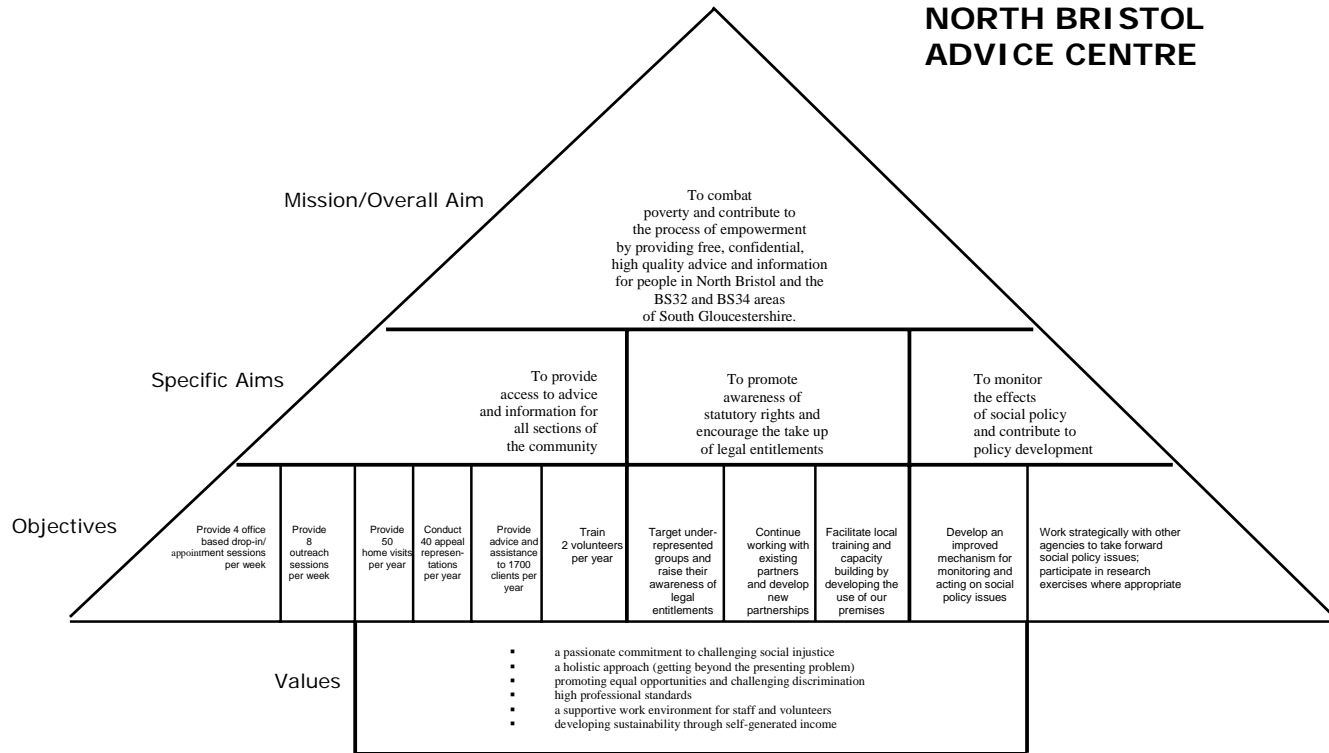 NORTH BRISTOL
ADVICE CENTRE
Mission/Overall Aim
To combat
poverty and contribute to
the process of empowerment
by providing free, confidential,
high quality advice and information
for people in North Bristol and the
BS32 and BS34 areas
of South Gloucestershire.
Specific Aims
To provide
access to advice
and information for
all sections of
the community
To promote
awareness of
statutory rights and
encourage the take up
of legal entitlements
To monitor
the effects
of social policy
and contribute to
policy development
Objectives
Provide 4 office
based drop-in/
appointment sessions
per week
Provide
8
outreach
sessions
per week
Provide
50
home visits
per year
Conduct
40 appeal
represen-
tations
per year
Provide
advice and
assistance
to 1700
clients per
year
Train
2 volunteers
per year
Target under-
represented
groups and
raise their
awareness of
legal
entitlements
Continue
working with
existing
partners
and develop
new
partnerships
Facilitate local
training and
capacity
building by
developing the
use of our
premises
Develop an
improved
mechanism for
monitoring and
acting on social
policy issues
Work strategically with other
agencies to take forward
social policy issues;
participate in research
exercises where appropriate
Values
▪ a passionate commitment to challenging social injustice
▪ a holistic approach (getting beyond the presenting problem)
▪ promoting equal opportunities and challenging discrimination
▪ high professional standards
▪ a supportive work environment for staff and volunteers
▪ developing sustainability through self-generated income